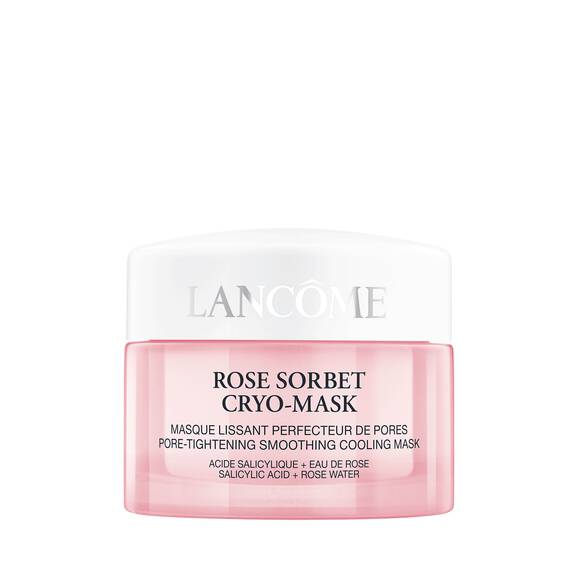 LANCÔME
ROSE SORBET
CRYO-MASK
MASQUE LISSANT PERFECTEUR DE PORES
PORE-TIGHTENING SMOOTHING COOLING MASK
ACIDE SALICYLIQUE + EAU DE ROSE
SALICYLIC ACID + ROSE WATER